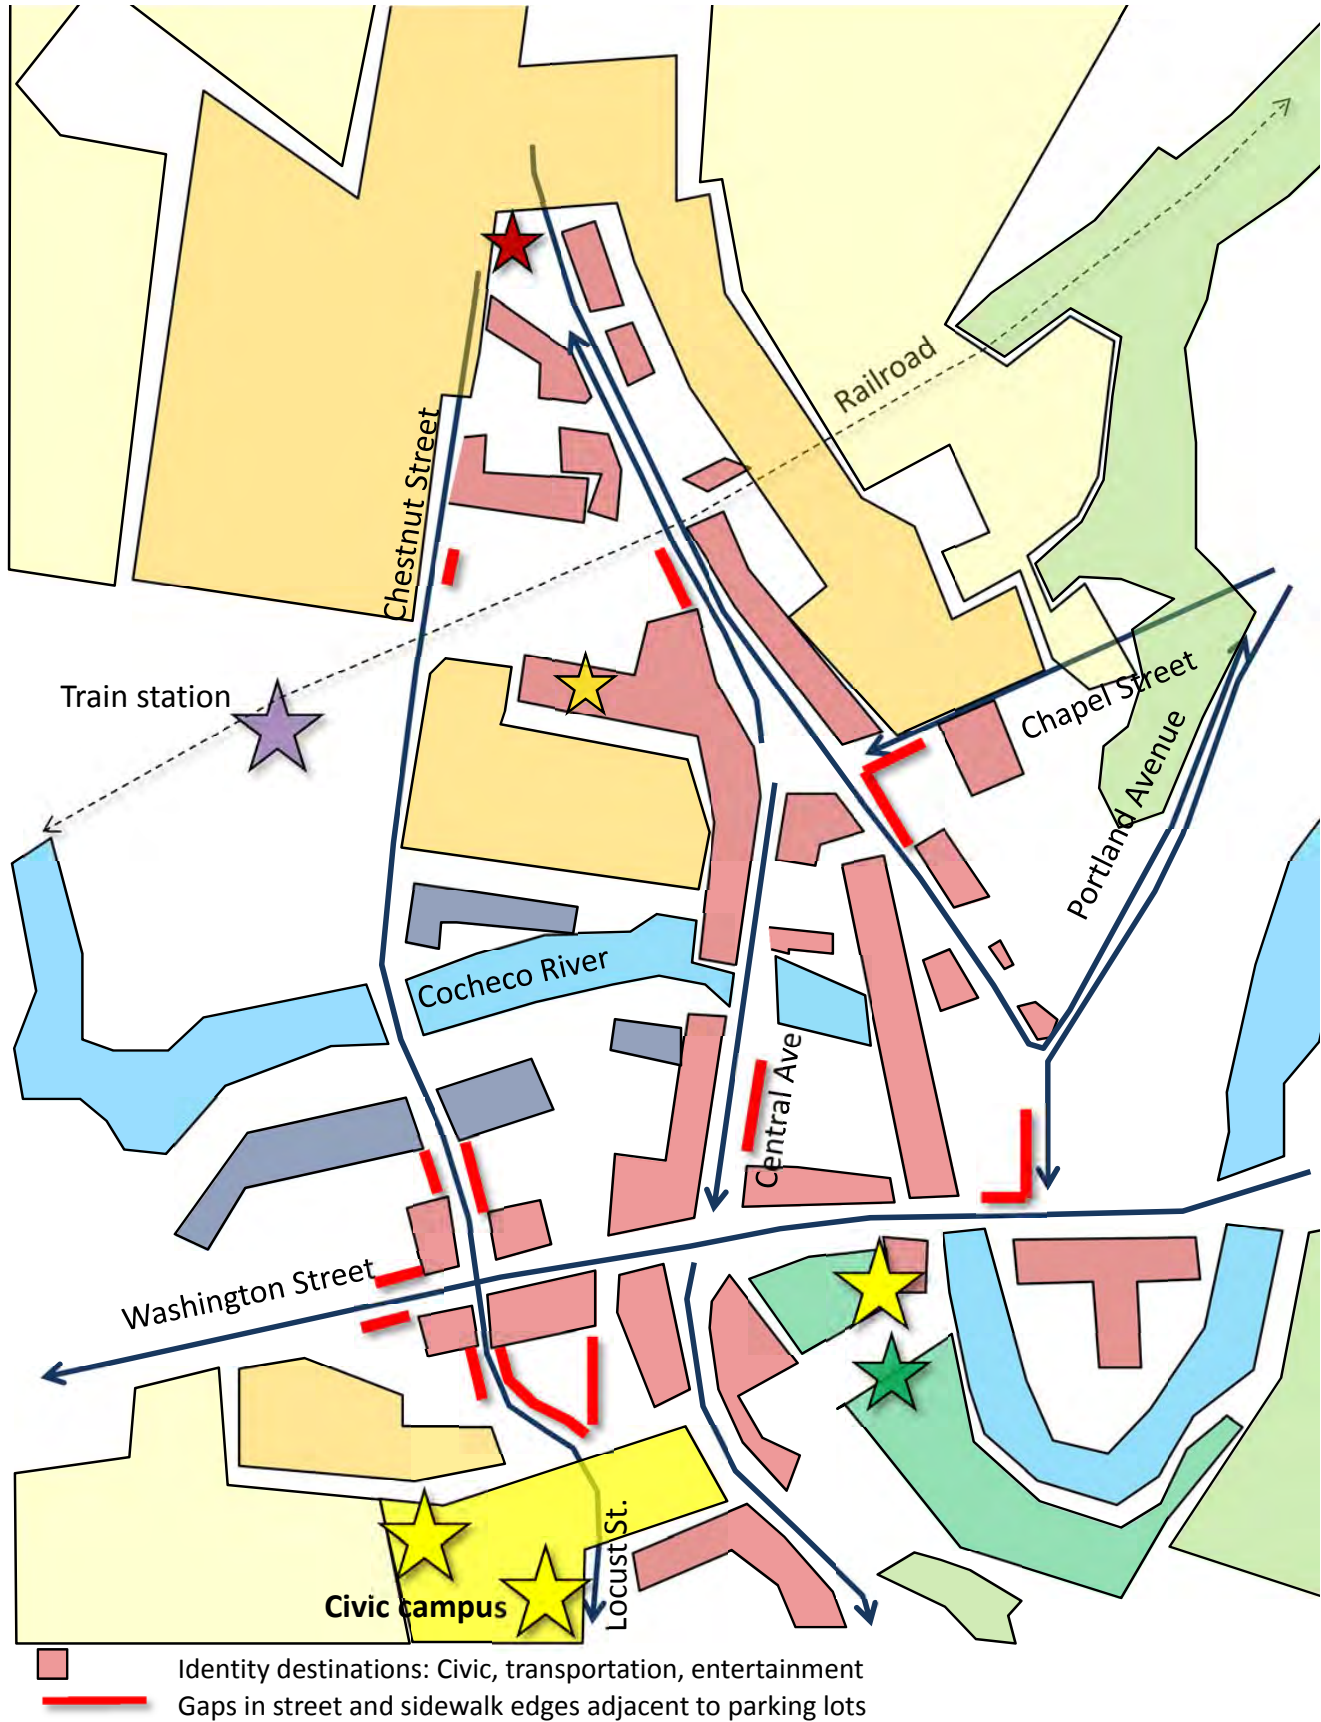 Railroad
Chestnut Street
Train station
Chapel Street
Portland Avenue
Cocheco River
Central Ave
Washington Street
Locust St.
Civic campus
Identity destinations: Civic, transportation, entertainment
Gaps in street and sidewalk edges adjacent to parking lots